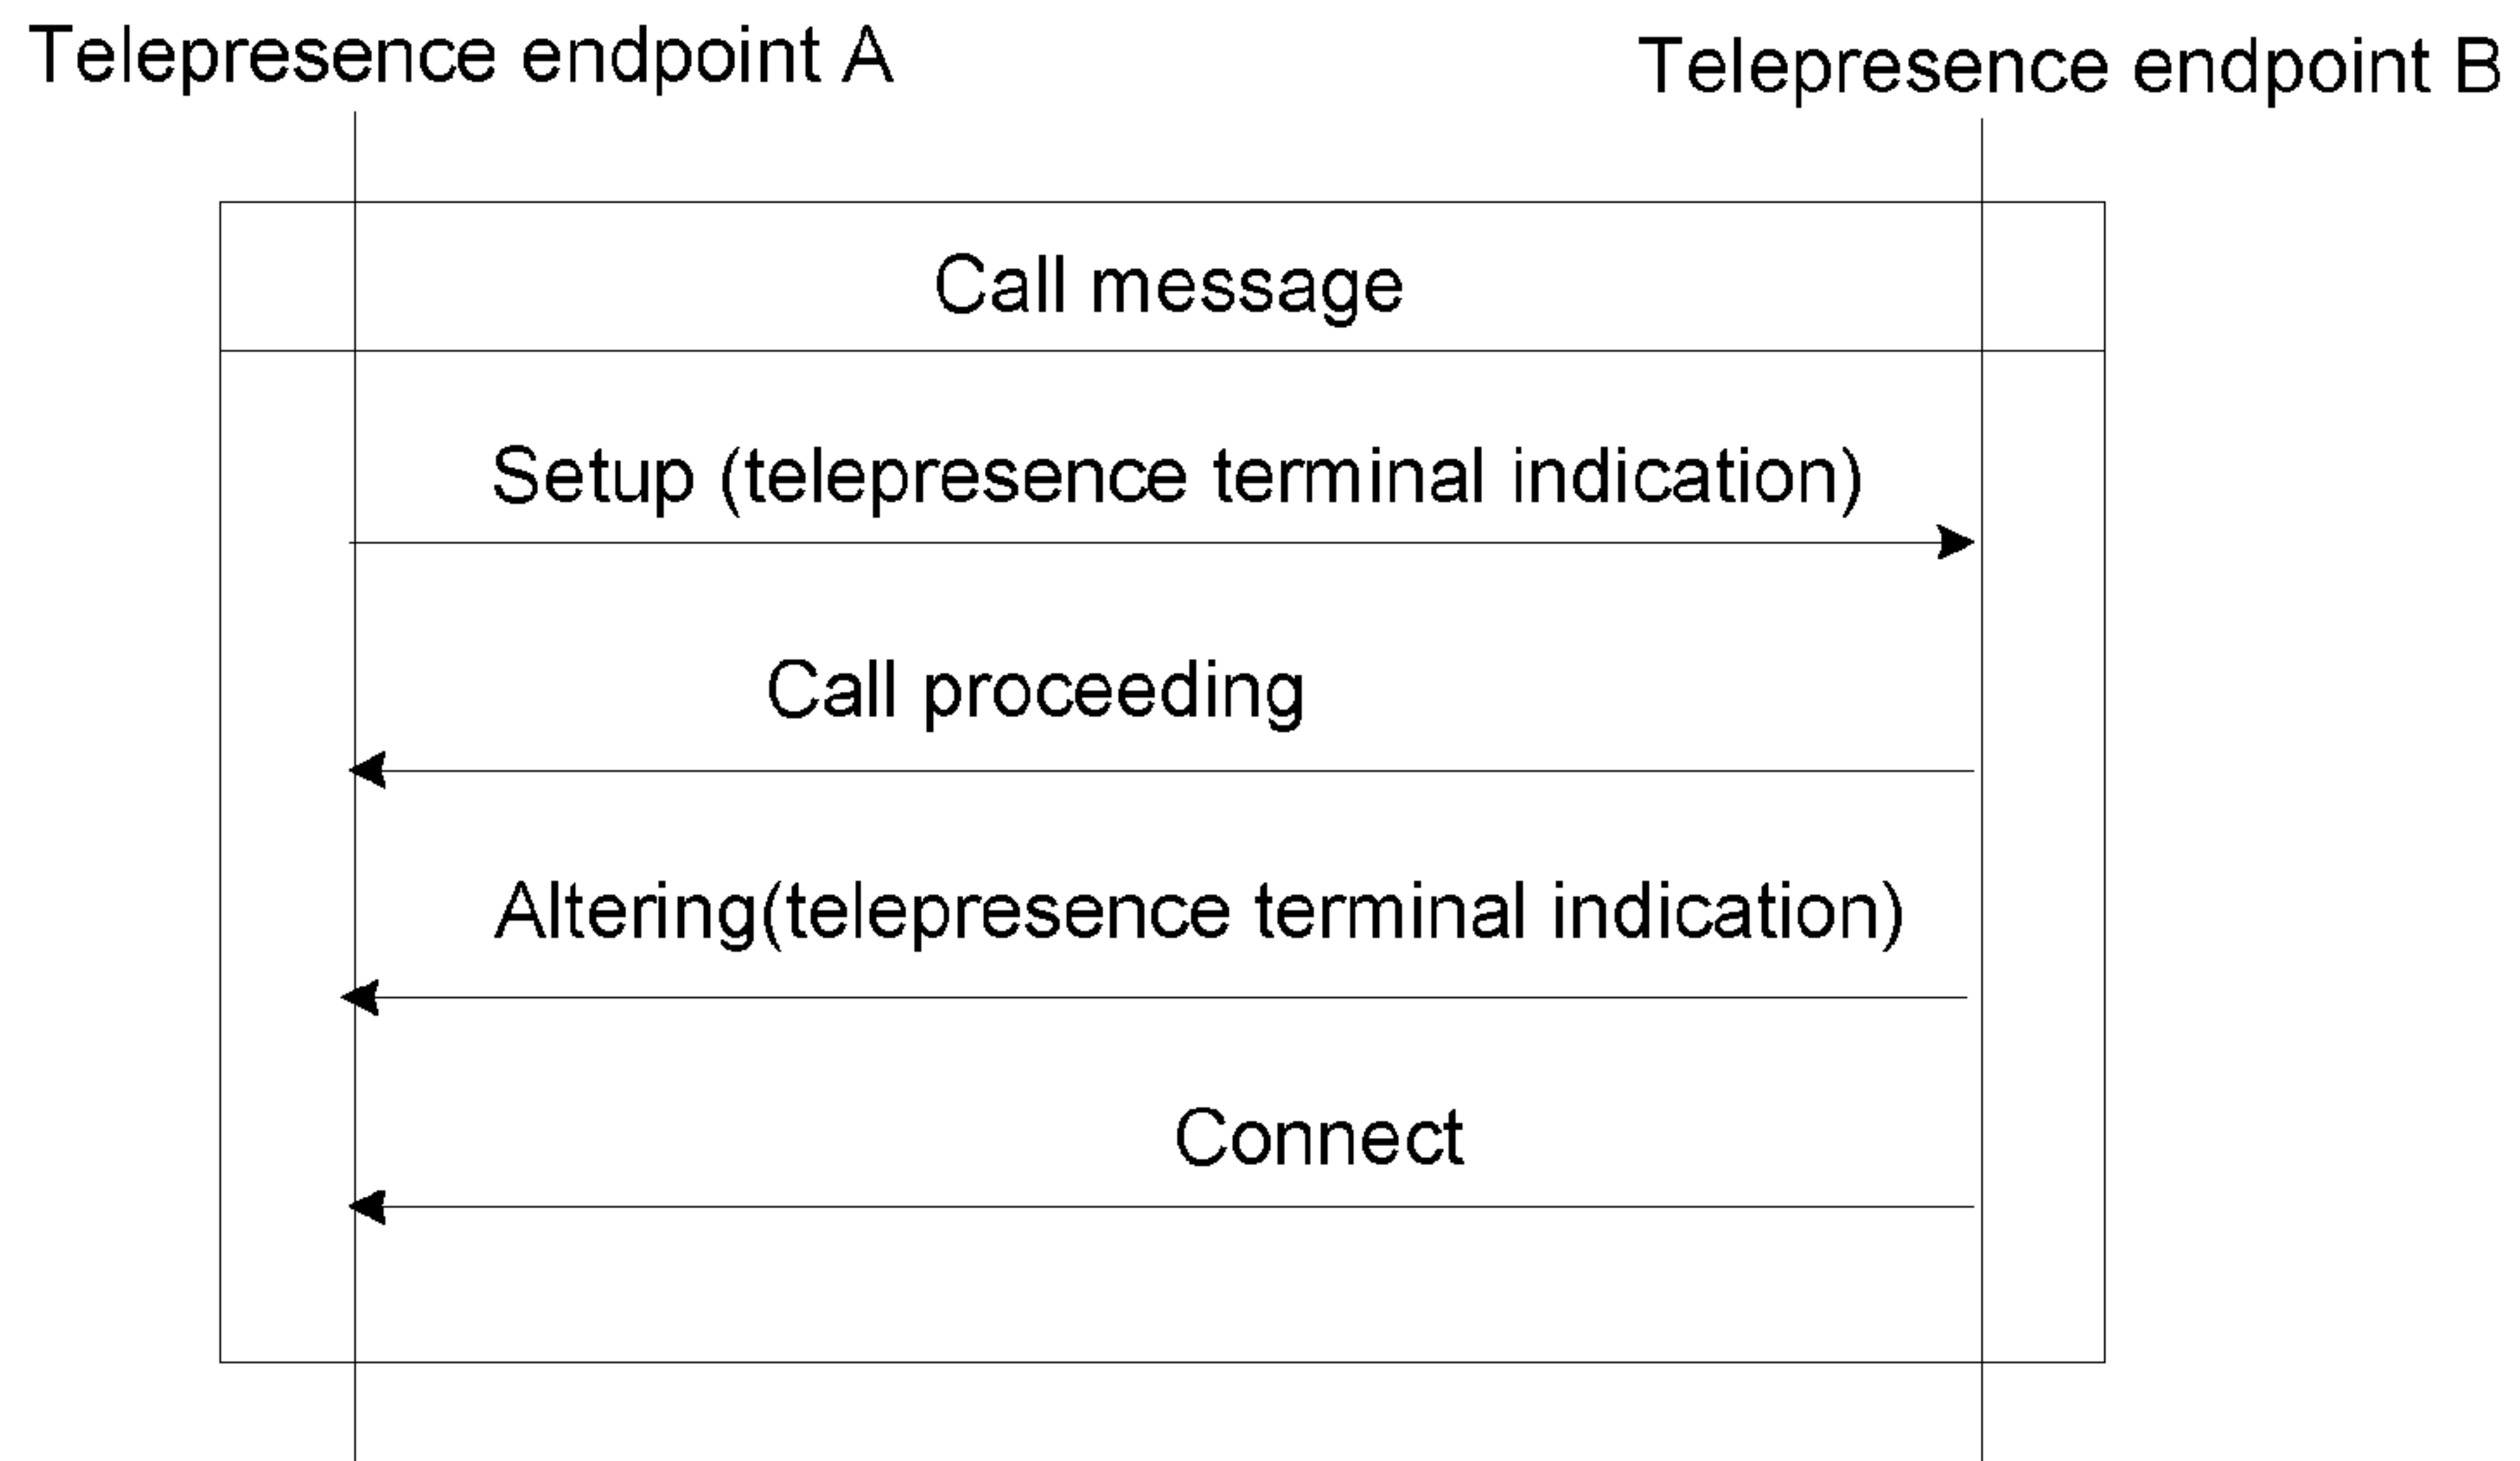 Telepresence endpoint A
Telepresence endpoint B
Call message
Setup (telepresence terminal indication)
Call proceeding
Altering(telepresence terminal indication)
Connect